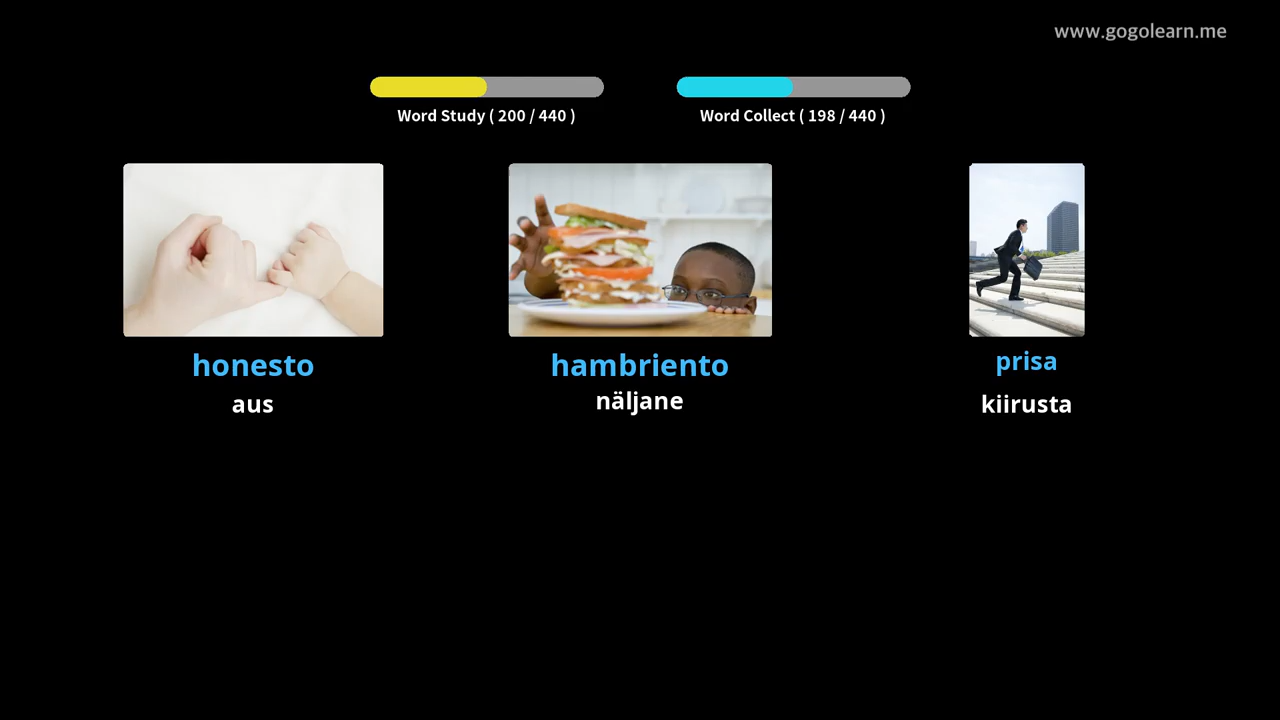 www.gogolearn.me
Word Study ( 200 / 440 )
Word Collect ( 198 / 440 )
honesto
aus
hambriento
näljane
prisa
kiirusta